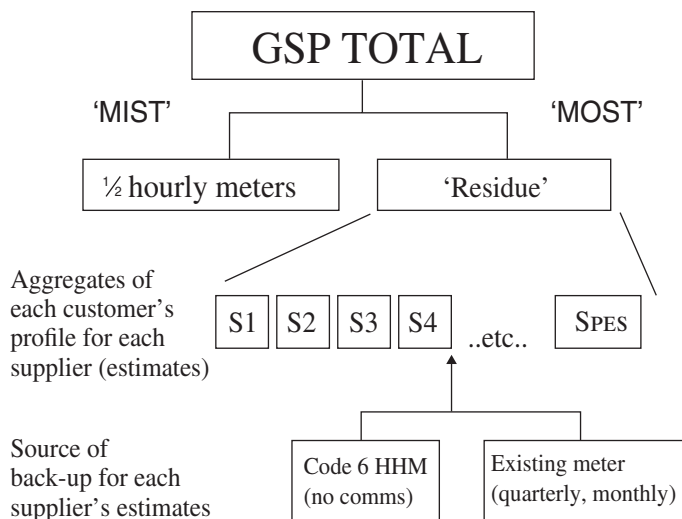 GSP TOTAL
‘MIST’
‘MOST’
½ hourly meters
‘Residue’
Aggregates of
each customer’s
profile for each
supplier (estimates)
S1 S2 S3 S4 ..etc.. SPES
Source of
back-up for each
supplier’s estimates
Code 6 HHM
(no comms)
Existing meter
(quarterly, monthly)